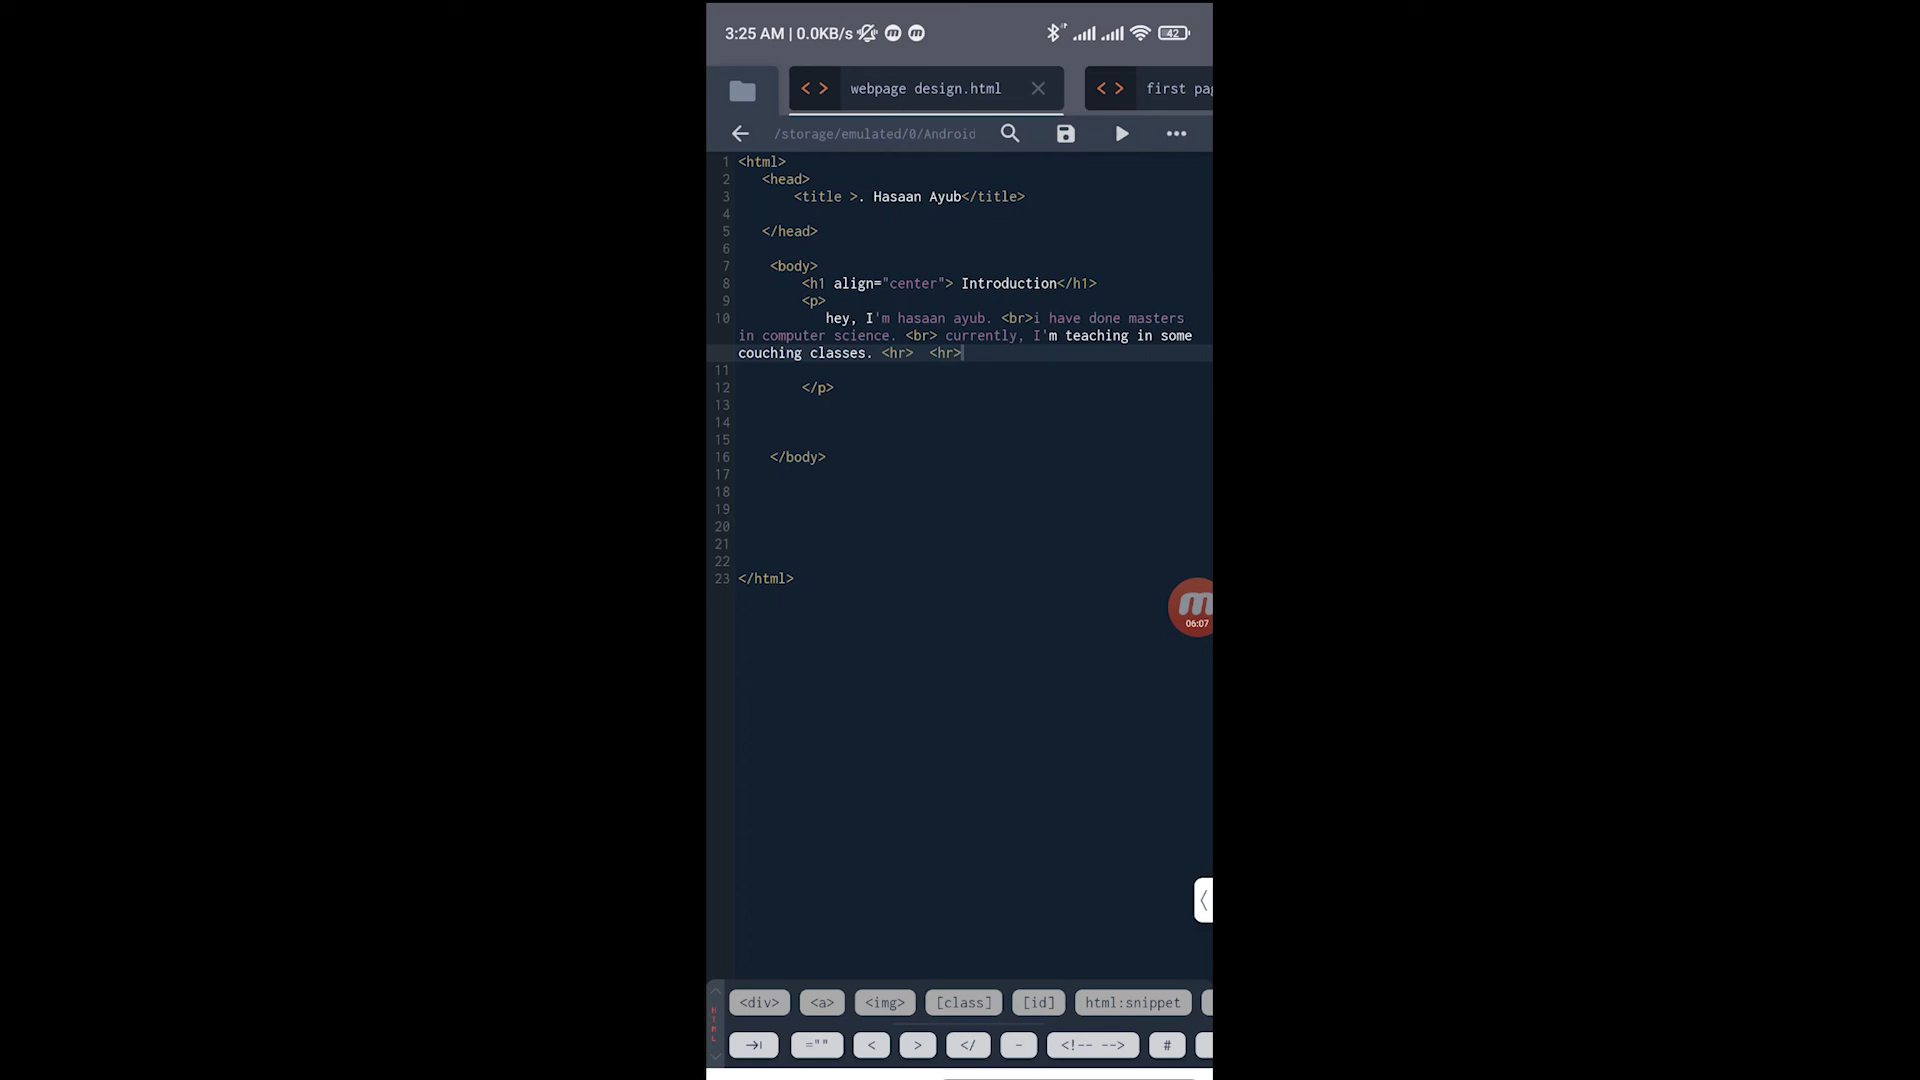 3:25 AM | 0.0KB/s 42
webpage design.html first pag
/storage/emulated/0/Android
1 <html>
2 <head>
3 <title >. Hasaan Ayub</title>
4
5 </head>
6
7 <body>
8 <h1 align="center"> Introduction</h1>
9 <p>
10 hey, I'm hasaan ayub. <br>i have done masters
in computer science. <br> currently, I'm teaching in some
couching classes. <hr>  <hr>
11
12 </p>
13
14
15
16 </body>
17
18
19
20
21
22
23 </html>
06:07
HTML
<div> <a> <img> [class] [id] html:snippet
="" < > </ - <!-- --> #